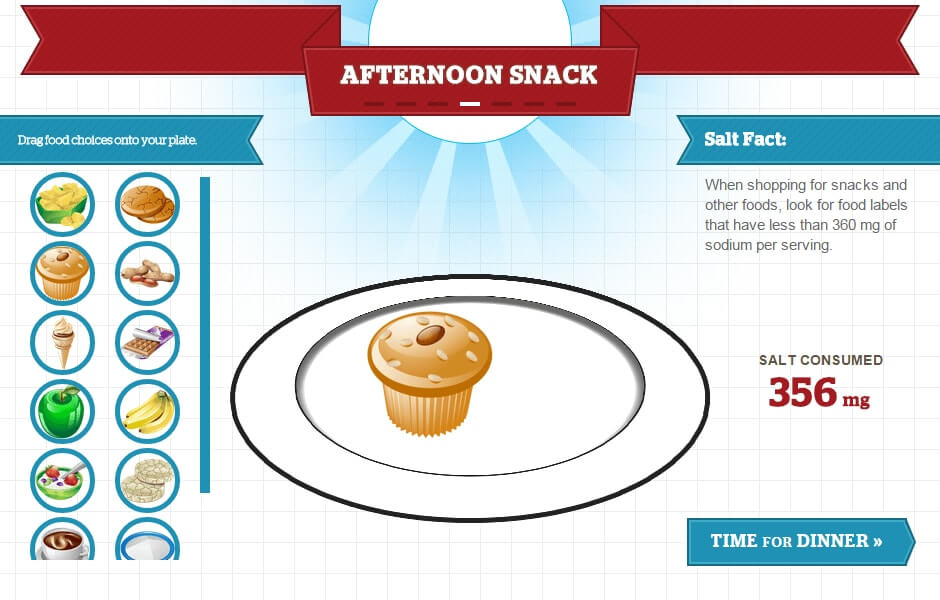 AFTERNOON SNACK
Drag food choices onto your plate.
Salt Fact:
When shopping for snacks and
other foods, look for food labels
that have less than 360 mg of
sodium per serving.
SALT CONSUMED
356 mg
TIME FOR DINNER »